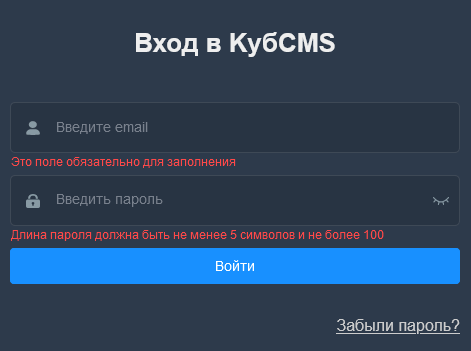 Вход в КубCMS
Введите email
Это поле обязательно для заполнения
Введить пароль
Длина пароля должна быть не менее 5 символов и не более 100
Войти
Забыли пароль?